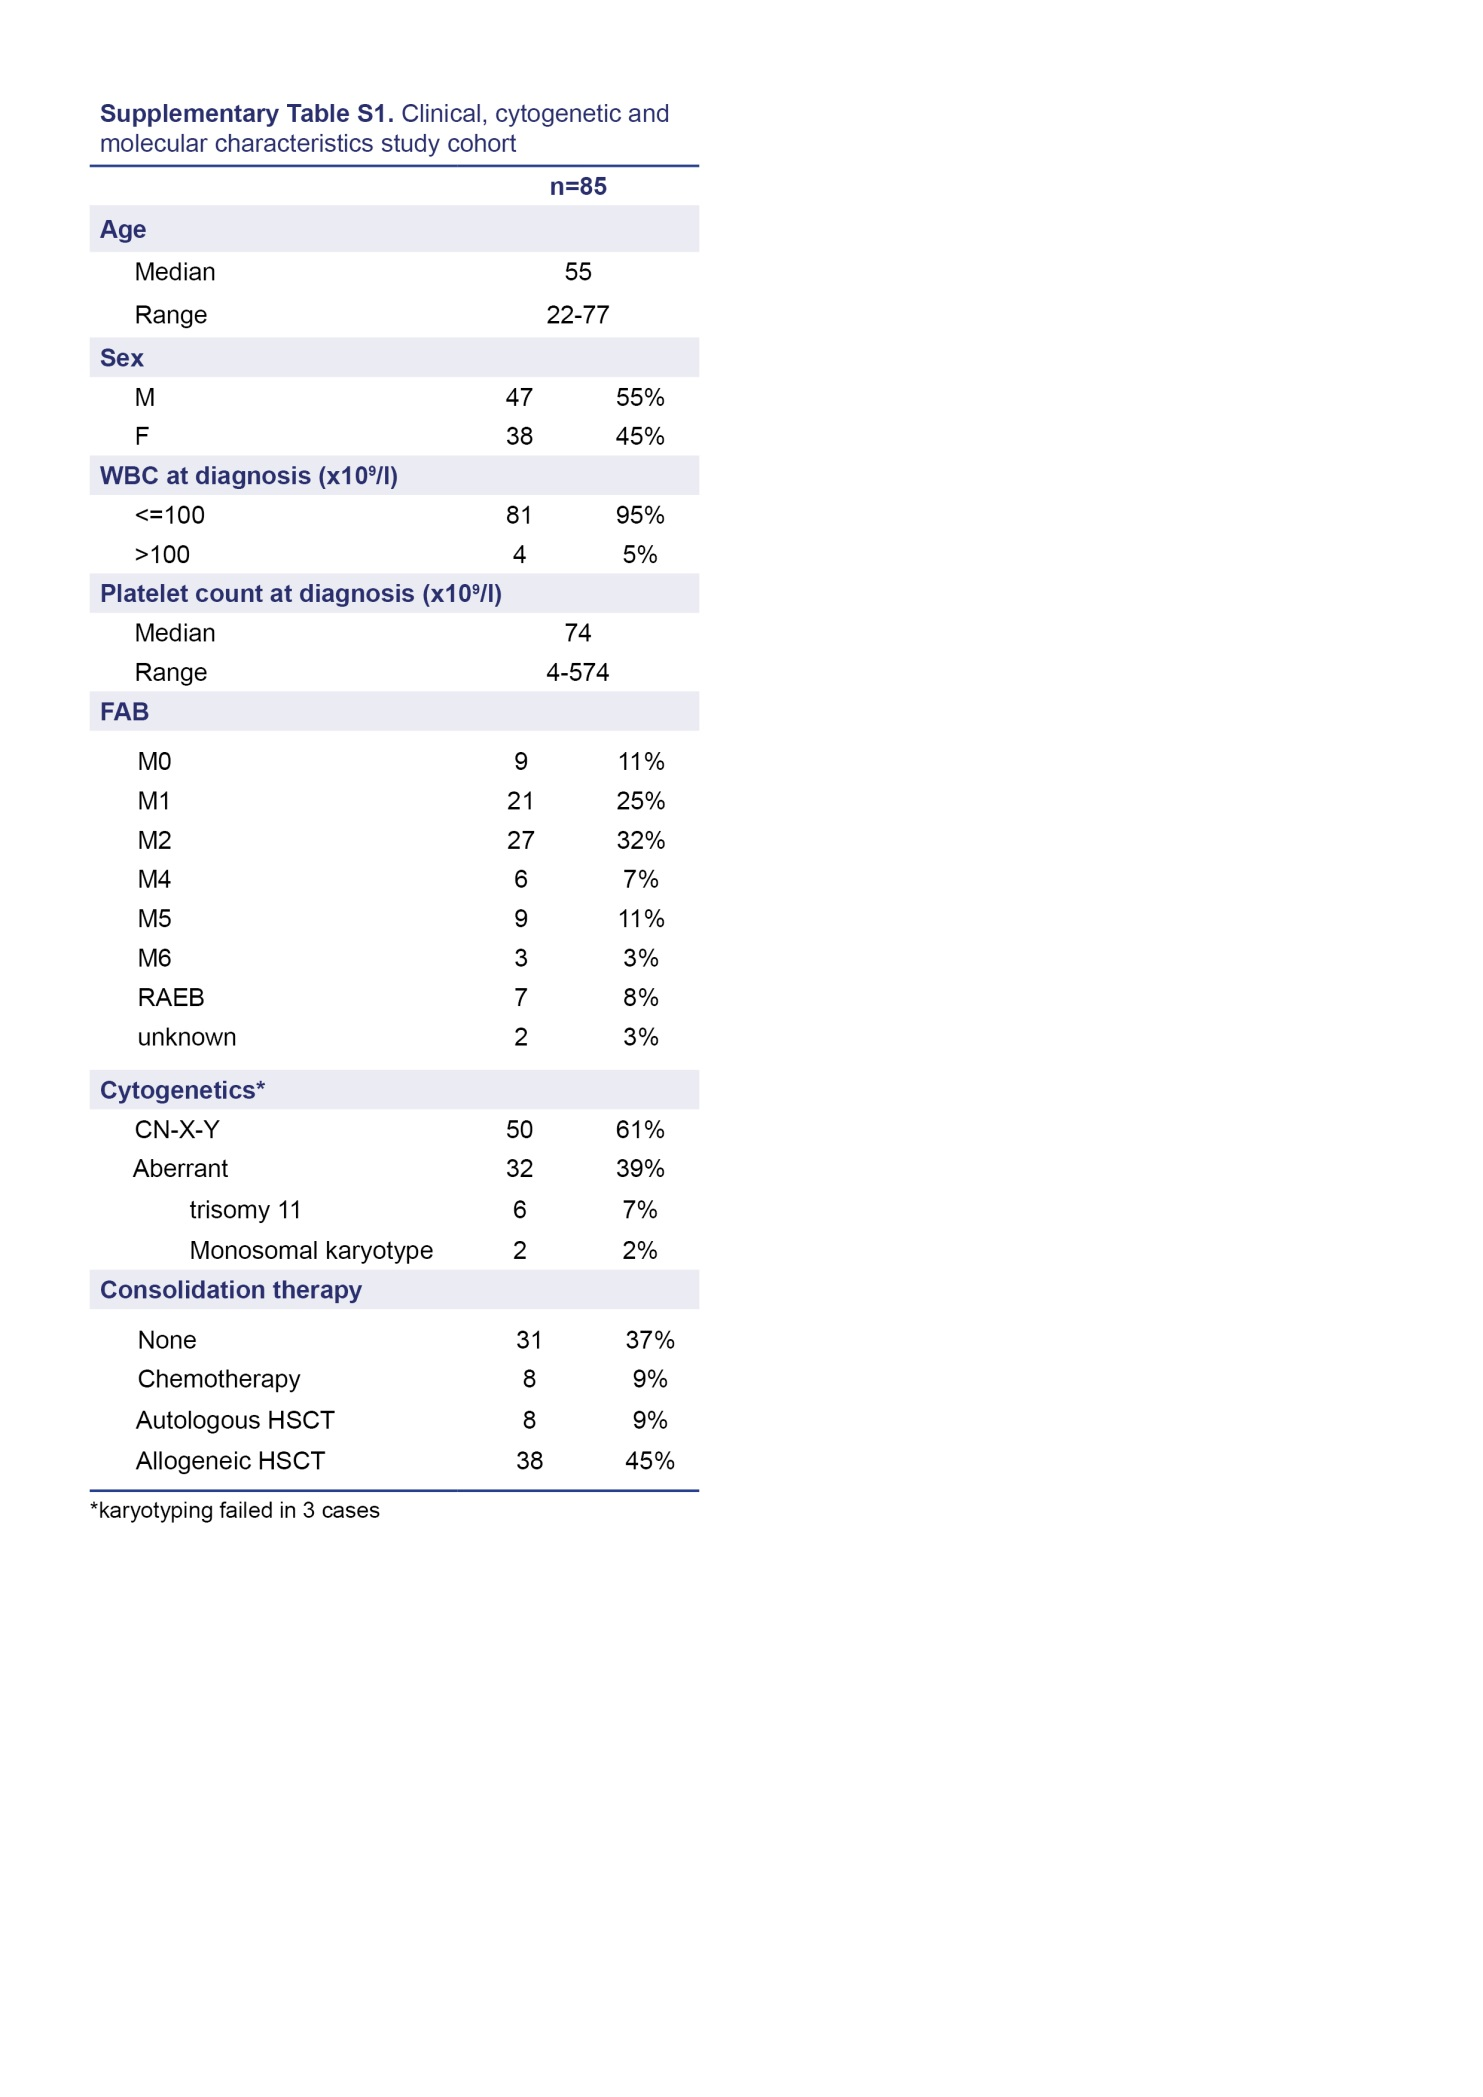 Supplementary Table S1. Clinical, cytogenetic and
molecular characteristics study cohort
n=85
Age
Median 55
Range 22-77
Sex
M 47 55%
F 38 45%
WBC at diagnosis (x10⁹/l)
<=100 81 95%
>100 4 5%
Platelet count at diagnosis (x10⁹/l)
Median 74
Range 4-574
FAB
M0 9 11%
M1 21 25%
M2 27 32%
M4 6 7%
M5 9 11%
M6 3 3%
RAEB 7 8%
unknown 2 3%
Cytogenetics*
CN-X-Y 50 61%
Aberrant 32 39%
trisomy 11 6 7%
Monosomal karyotype 2 2%
Consolidation therapy
None 31 37%
Chemotherapy 8 9%
Autologous HSCT 8 9%
Allogeneic HSCT 38 45%
*karyotyping failed in 3 cases